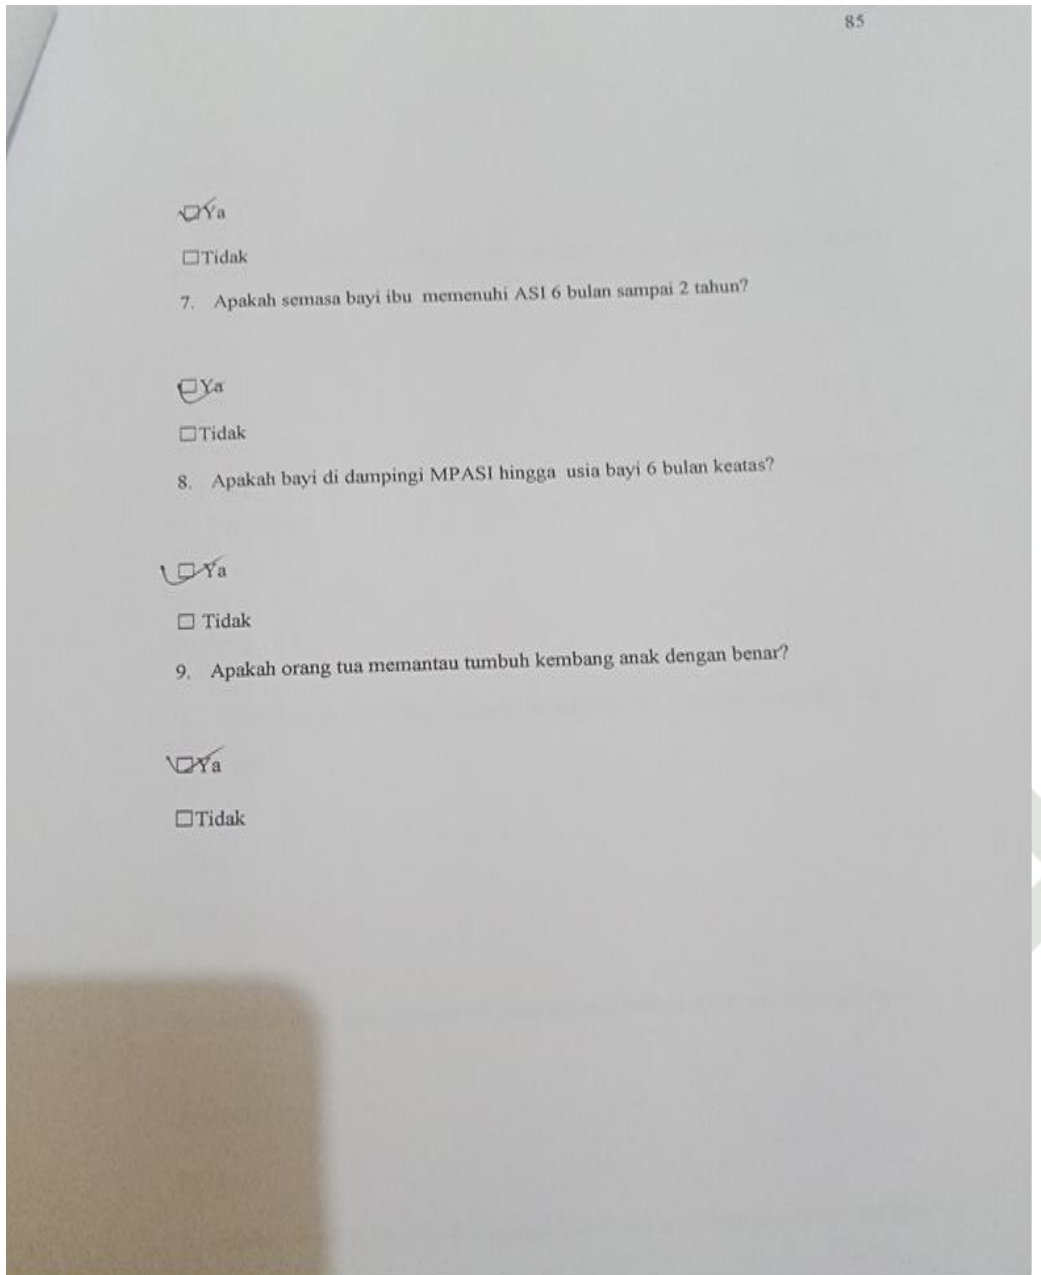 85
Ya
Tidak
7. Apakah semasa bayi ibu memenuhi ASI 6 bulan sampai 2 tahun?
Ya
Tidak
8. Apakah bayi di dampingi MPASI hingga usia bayi 6 bulan keatas?
Ya
Tidak
9. Apakah orang tua memantau tumbuh kembang anak dengan benar?
Ya
Tidak